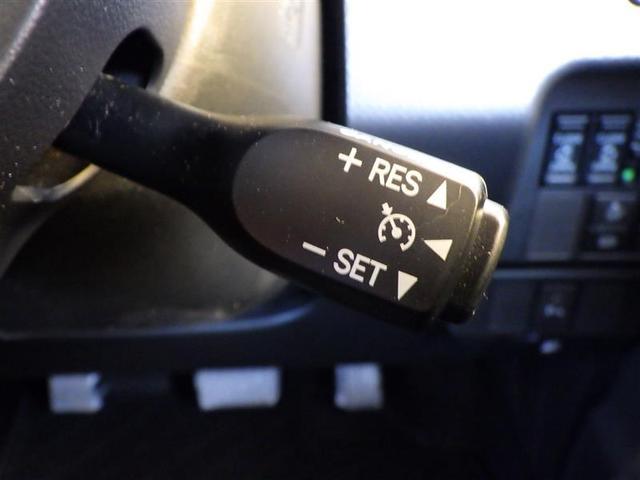 + RES
− SET